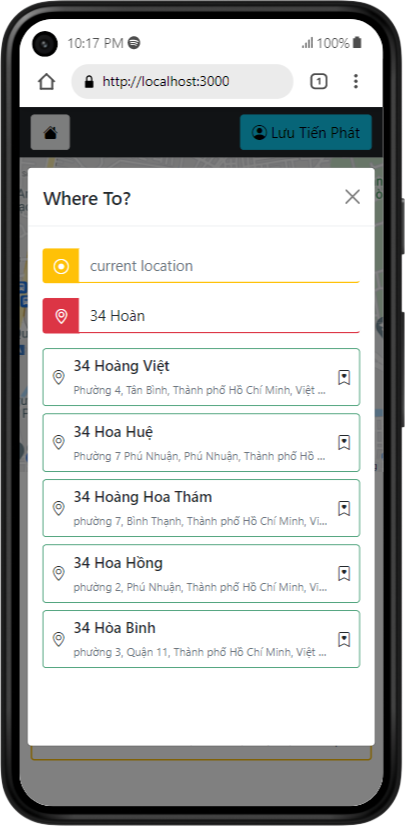 10:17 PM
100%
http://localhost:3000
1
Lưu Tiến Phát
Where To?
current location
34 Hoàn
34 Hoàng Việt
Phường 4, Tân Bình, Thành phố Hồ Chí Minh, Việt ...
34 Hoa Huệ
Phường 7 Phú Nhuận, Phú Nhuận, Thành phố Hồ ...
34 Hoàng Hoa Thám
phường 7, Bình Thạnh, Thành phố Hồ Chí Minh, Vi...
34 Hoa Hồng
phường 2, Phú Nhuận, Thành phố Hồ Chí Minh, Vi...
34 Hòa Bình
phường 3, Quận 11, Thành phố Hồ Chí Minh, Việt ...